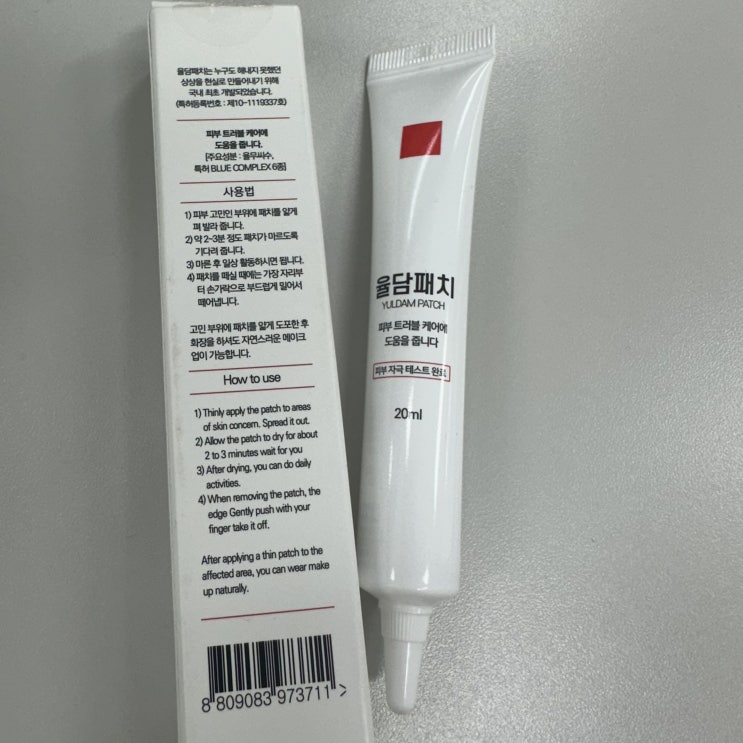 율담패치는 누구도 해내지 못했던
상상을 현실로 만들어내기 위해
국내 최초 개발되었습니다.
(특허등록번호 : 제10-1119337호)
피부 트러블 케어에
도움을 줍니다.
[주요성분 : 율무씨수,
특허 BLUE COMPLEX 6종]
사용법
1) 피부 고민인 부위에 패치를 얇게
펴 발라 줍니다.
2) 약 2~3분 정도 패치가 마르도록
기다려 줍니다.
3) 마른 후 일상 활동하시면 됩니다.
4) 패치를 떼실 때에는 가장 자리부
터 손가락으로 부드럽게 밀어서
떼어냅니다.
고민 부위에 패치를 얇게 도포한 후
화장을 하셔도 자연스러운 메이크
업이 가능합니다.
How to use
1) Thinly apply the patch to areas
of skin concern. Spread it out.
2) Allow the patch to dry for about
2 to 3 minutes wait for you
3) After drying, you can do daily
activities.
4) When removing the patch, the
edge Gently push with your
finger take it off.
After applying a thin patch to the
affected area, you can wear make
up naturally.
8 809083 973711 >
율담패치
YULDAM PATCH
피부 트러블 케어에
도움을 줍니다
피부 자극 테스트 완료
20ml